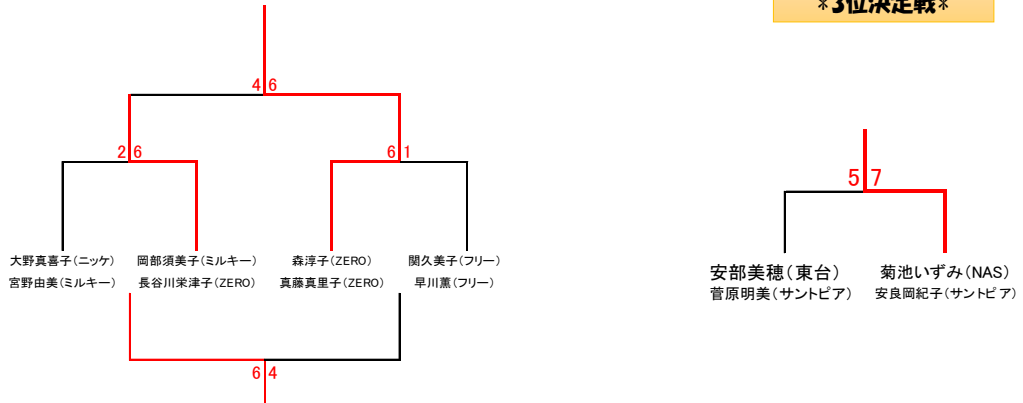 *3位決定戦*
4 6
2 6
6 1
大野真喜子(ニッケ) 岡部須美子(ミルキー) 森淳子(ZERO) 関久美子(フリー)
宮野由美(ミルキー) 長谷川栄津子(ZERO) 真藤真里子(ZERO) 早川薫(フリー)
6 4
5 7
安部美穂(東台) 菊池いずみ(NAS)
菅原明美(サントピア) 安良岡紀子(サントピア)